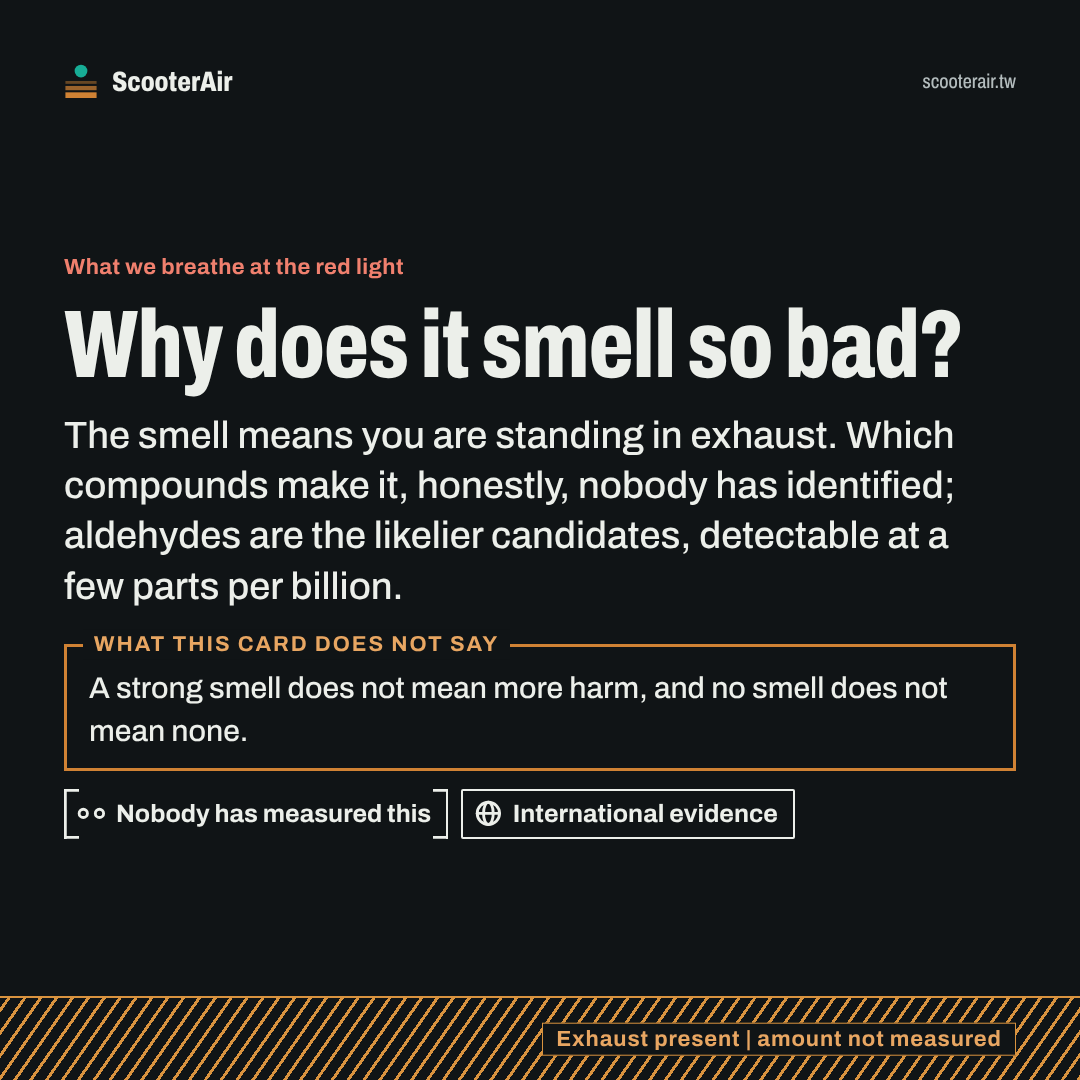 ScooterAir
scooterair.tw
What we breathe at the red light
Why does it smell so bad?
The smell means you are standing in exhaust. Which
compounds make it, honestly, nobody has identified;
aldehydes are the likelier candidates, detectable at a
few parts per billion.
WHAT THIS CARD DOES NOT SAY
A strong smell does not mean more harm, and no smell does not
mean none.
Nobody has measured this
International evidence
Exhaust present | amount not measured